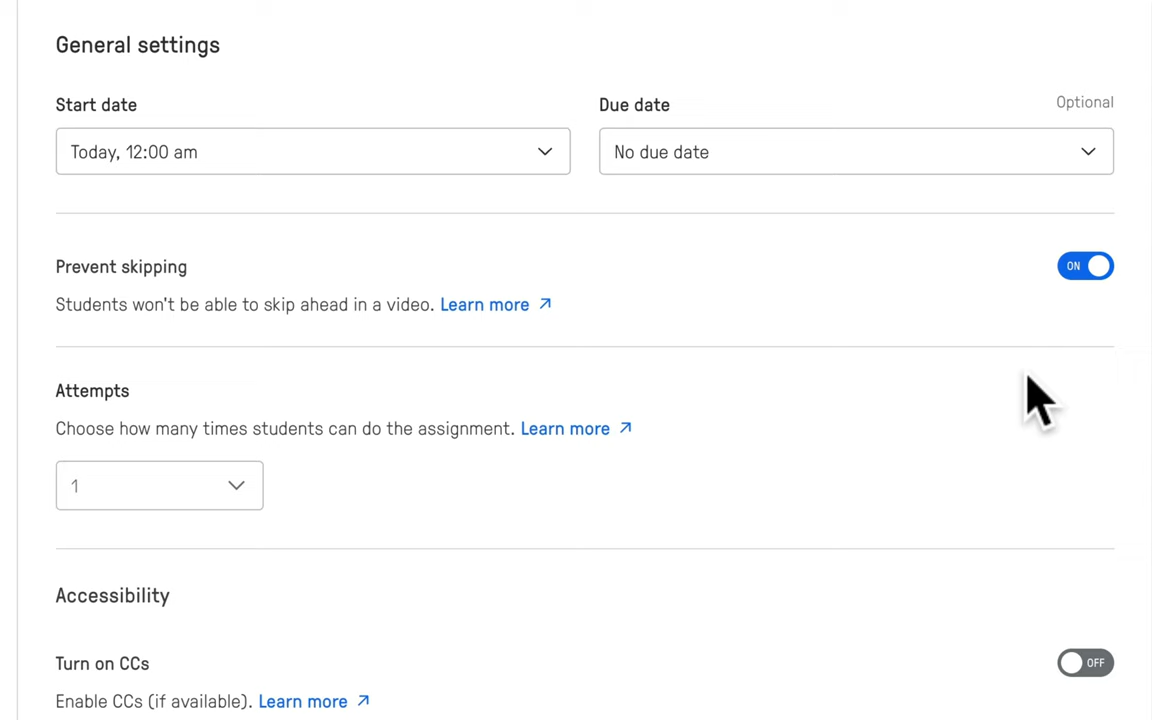 General settings
Start date
Due date
Optional
Today, 12:00 am
No due date
Prevent skipping
ON
Students won't be able to skip ahead in a video. Learn more
Attempts
Choose how many times students can do the assignment. Learn more
1
Accessibility
Turn on CCs
OFF
Enable CCs (if available). Learn more